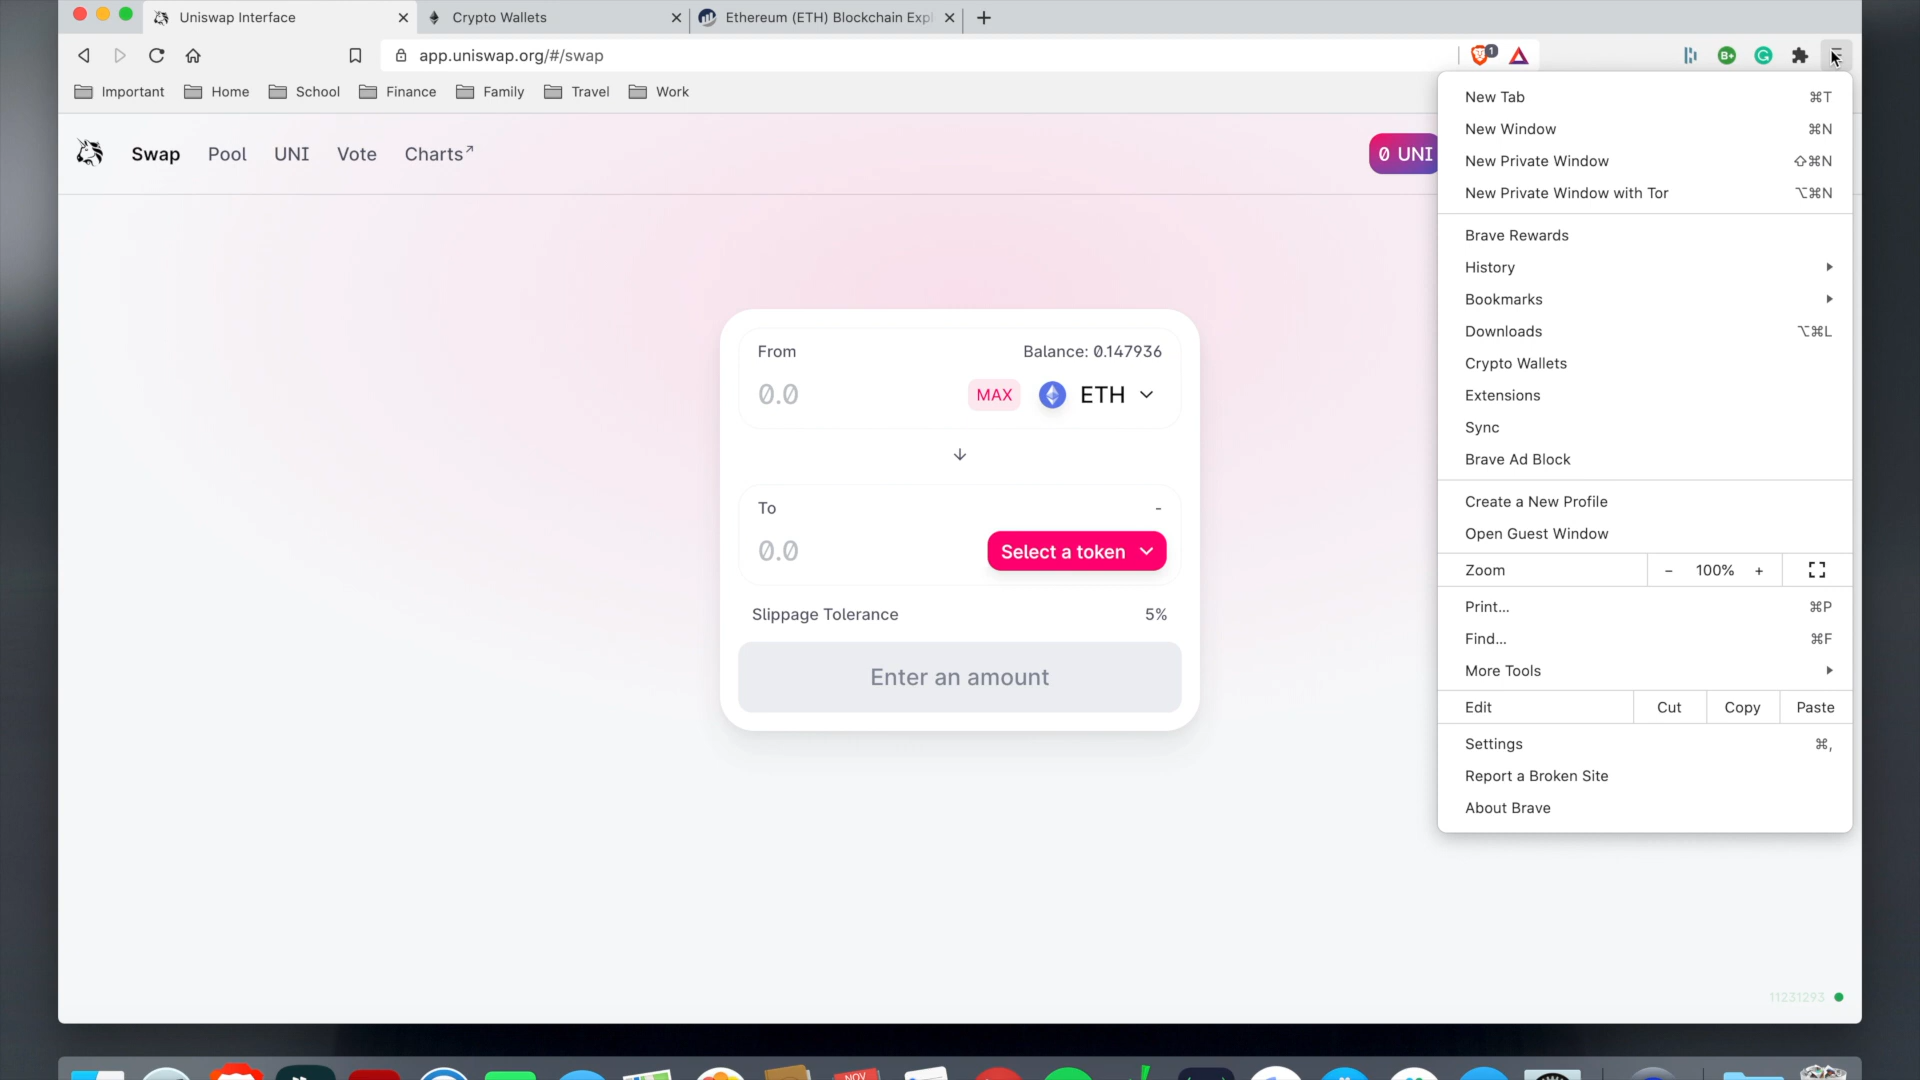 Uniswap Interface
Crypto Wallets
Ethereum (ETH) Blockchain Exp
app.uniswap.org/#/swap
1
B+
Important
Home
School
Finance
Family
Travel
Work
Swap
Pool
UNI
Vote
Charts↗
0 UNI
From
Balance: 0.147936
0.0
MAX
ETH
To
-
0.0
Select a token
Slippage Tolerance
5%
Enter an amount
New Tab ⌘T
New Window ⌘N
New Private Window ⇧⌘N
New Private Window with Tor ⌥⌘N
Brave Rewards
History
Bookmarks
Downloads ⌥⌘L
Crypto Wallets
Extensions
Sync
Brave Ad Block
Create a New Profile
Open Guest Window
Zoom - 100% +
Print... ⌘P
Find... ⌘F
More Tools
Edit Cut Copy Paste
Settings ⌘,
Report a Broken Site
About Brave
11231293
NOV